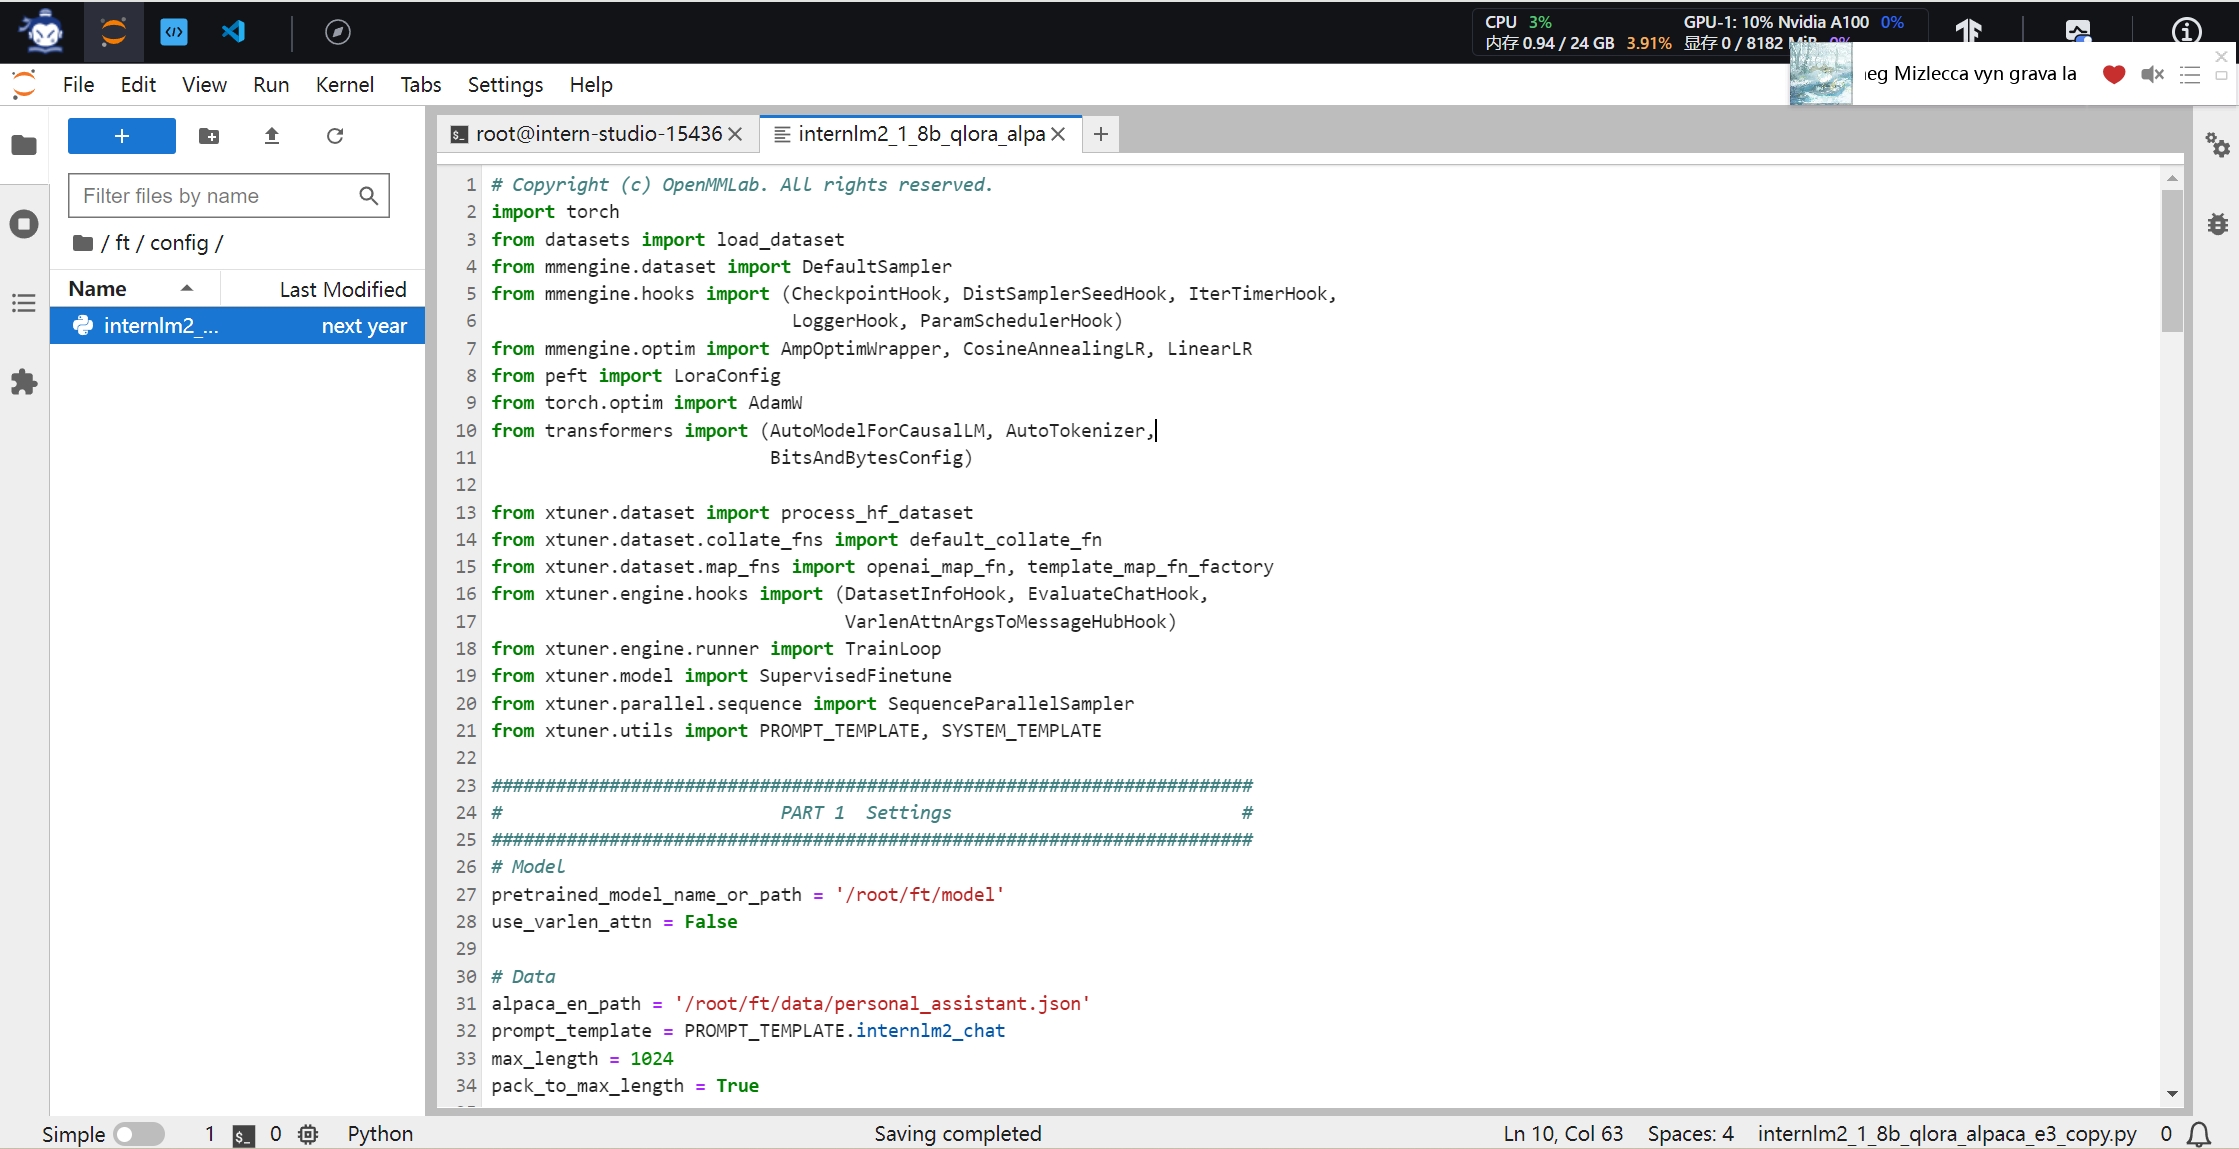 CPU 3% GPU-1: 10% Nvidia A100 0%
内存 0.94 / 24 GB 3.91% 显存 0 / 8182 MiB 0%
eg Mizlecca vyn grava la
File Edit View Run Kernel Tabs Settings Help
root@intern-studio-15436
internlm2_1_8b_qlora_alpa
Filter files by name
/ ft / config /
Name Last Modified
internlm2_... next year
1 # Copyright (c) OpenMMLab. All rights reserved.
2 import torch
3 from datasets import load_dataset
4 from mmengine.dataset import DefaultSampler
5 from mmengine.hooks import (CheckpointHook, DistSamplerSeedHook, IterTimerHook,
6 LoggerHook, ParamSchedulerHook)
7 from mmengine.optim import AmpOptimWrapper, CosineAnnealingLR, LinearLR
8 from peft import LoraConfig
9 from torch.optim import AdamW
10 from transformers import (AutoModelForCausalLM, AutoTokenizer,
11 BitsAndBytesConfig)
12
13 from xtuner.dataset import process_hf_dataset
14 from xtuner.dataset.collate_fns import default_collate_fn
15 from xtuner.dataset.map_fns import openai_map_fn, template_map_fn_factory
16 from xtuner.engine.hooks import (DatasetInfoHook, EvaluateChatHook,
17 VarlenAttnArgsToMessageHubHook)
18 from xtuner.engine.runner import TrainLoop
19 from xtuner.model import SupervisedFinetune
20 from xtuner.parallel.sequence import SequenceParallelSampler
21 from xtuner.utils import PROMPT_TEMPLATE, SYSTEM_TEMPLATE
22
23 #######################################################################
24 # PART 1 Settings #
25 #######################################################################
26 # Model
27 pretrained_model_name_or_path = '/root/ft/model'
28 use_varlen_attn = False
29
30 # Data
31 alpaca_en_path = '/root/ft/data/personal_assistant.json'
32 prompt_template = PROMPT_TEMPLATE.internlm2_chat
33 max_length = 1024
34 pack_to_max_length = True
Simple 1 $_ 0 Python Saving completed Ln 10, Col 63 Spaces: 4 internlm2_1_8b_qlora_alpaca_e3_copy.py 0